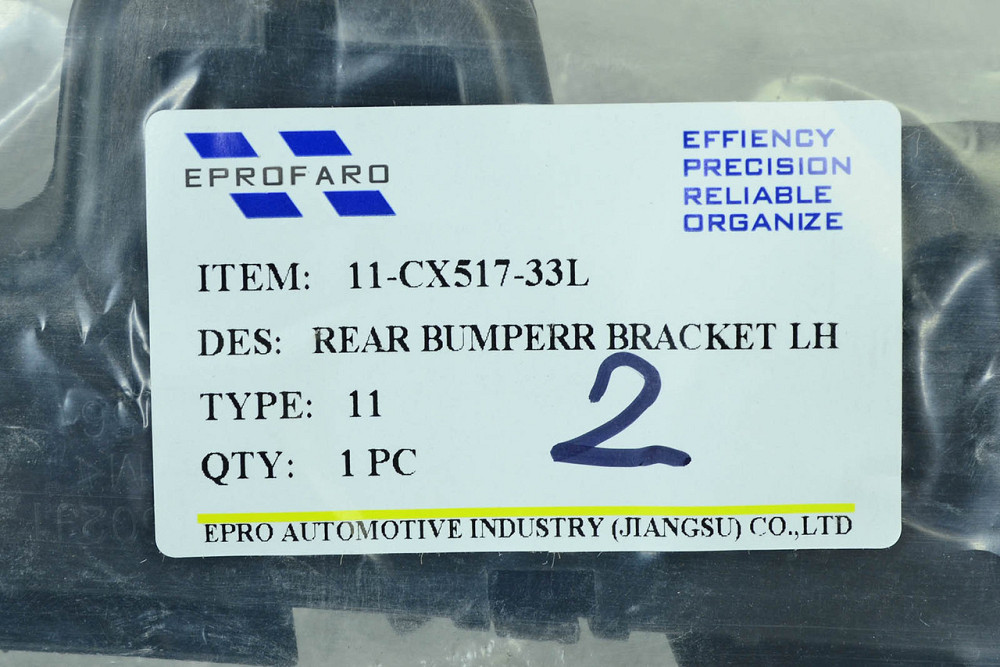 EPROFARO
EFFIENCY
PRECISION
RELIABLE
ORGANIZE
ITEM: 11-CX517-33L
DES: REAR BUMPERR BRACKET LH
TYPE: 11
QTY: 1 PC
2
EPRO AUTOMOTIVE INDUSTRY (JIANGSU) CO.,LTD